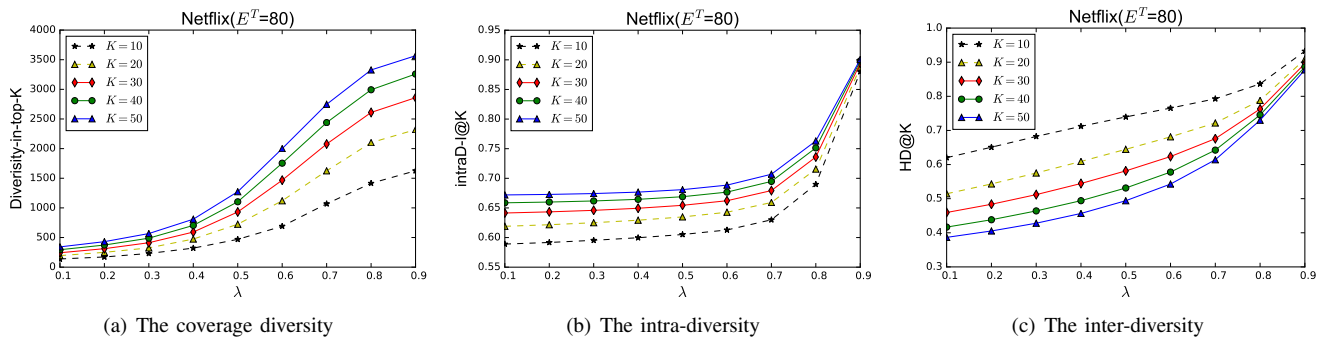 Netflix(E^T=80)
Diverisity-in-top-K
4000
3500
3000
2500
2000
1500
1000
500
0
K = 10
K = 20
K = 30
K = 40
K = 50
0.1 0.2 0.3 0.4 0.5 0.6 0.7 0.8 0.9
λ
(a) The coverage diversity
Netflix(E^T=80)
intraD-I@K
0.95
0.90
0.85
0.80
0.75
0.70
0.65
0.60
0.55
K = 10
K = 20
K = 30
K = 40
K = 50
0.1 0.2 0.3 0.4 0.5 0.6 0.7 0.8 0.9
λ
(b) The intra-diversity
Netflix(E^T=80)
HD@K
1.0
0.9
0.8
0.7
0.6
0.5
0.4
0.3
K = 10
K = 20
K = 30
K = 40
K = 50
0.1 0.2 0.3 0.4 0.5 0.6 0.7 0.8 0.9
λ
(c) The inter-diversity